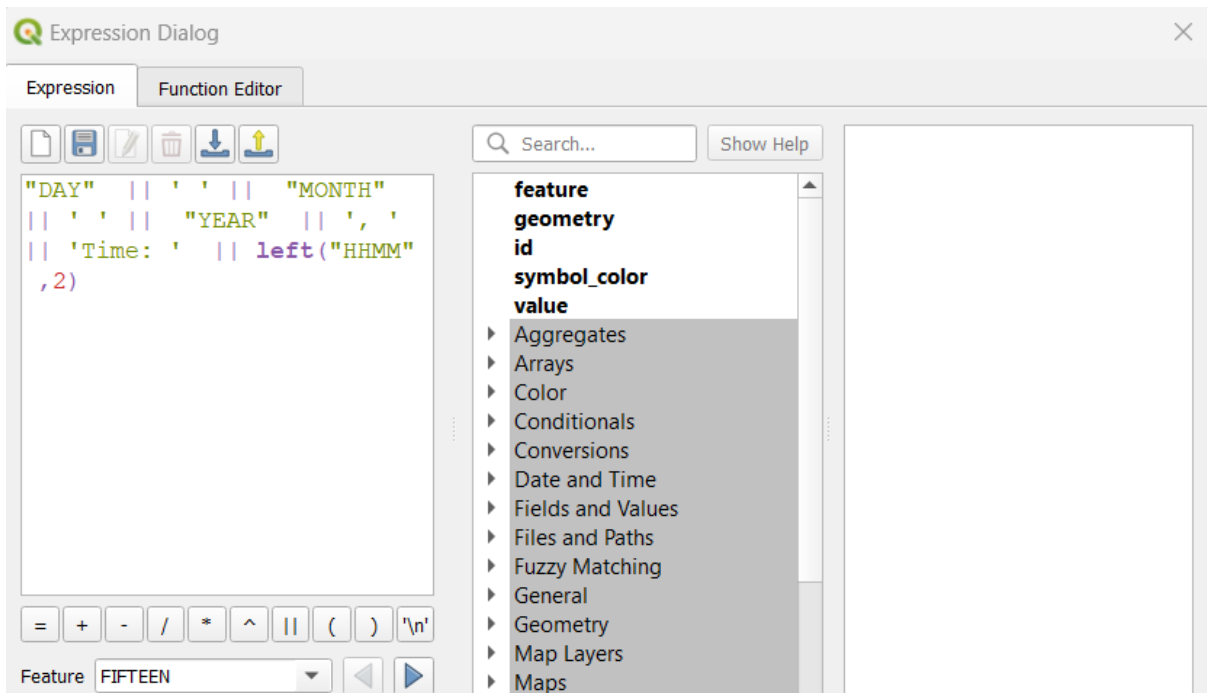 Expression Dialog
Expression
Function Editor
"DAY" || ' ' || "MONTH"
|| ' ' || "YEAR" || ', '
|| 'Time: ' || left("HHMM"
,2)
= + - / * ^ || ( ) '\n'
Feature FIFTEEN
Search...
Show Help
feature
geometry
id
symbol_color
value
Aggregates
Arrays
Color
Conditionals
Conversions
Date and Time
Fields and Values
Files and Paths
Fuzzy Matching
General
Geometry
Map Layers
Maps